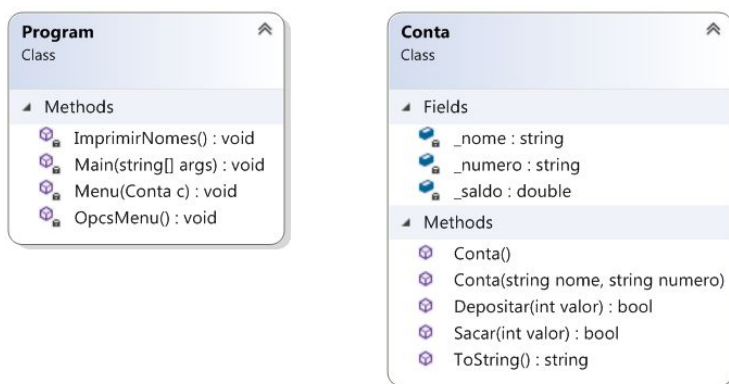 Program
Class
Methods
ImprimirNomes() : void
Main(string[] args) : void
Menu(Conta c) : void
OpcsMenu() : void
Conta
Class
Fields
_nome : string
_numero : string
_saldo : double
Methods
Conta()
Conta(string nome, string numero)
Depositar(int valor) : bool
Sacar(int valor) : bool
ToString() : string